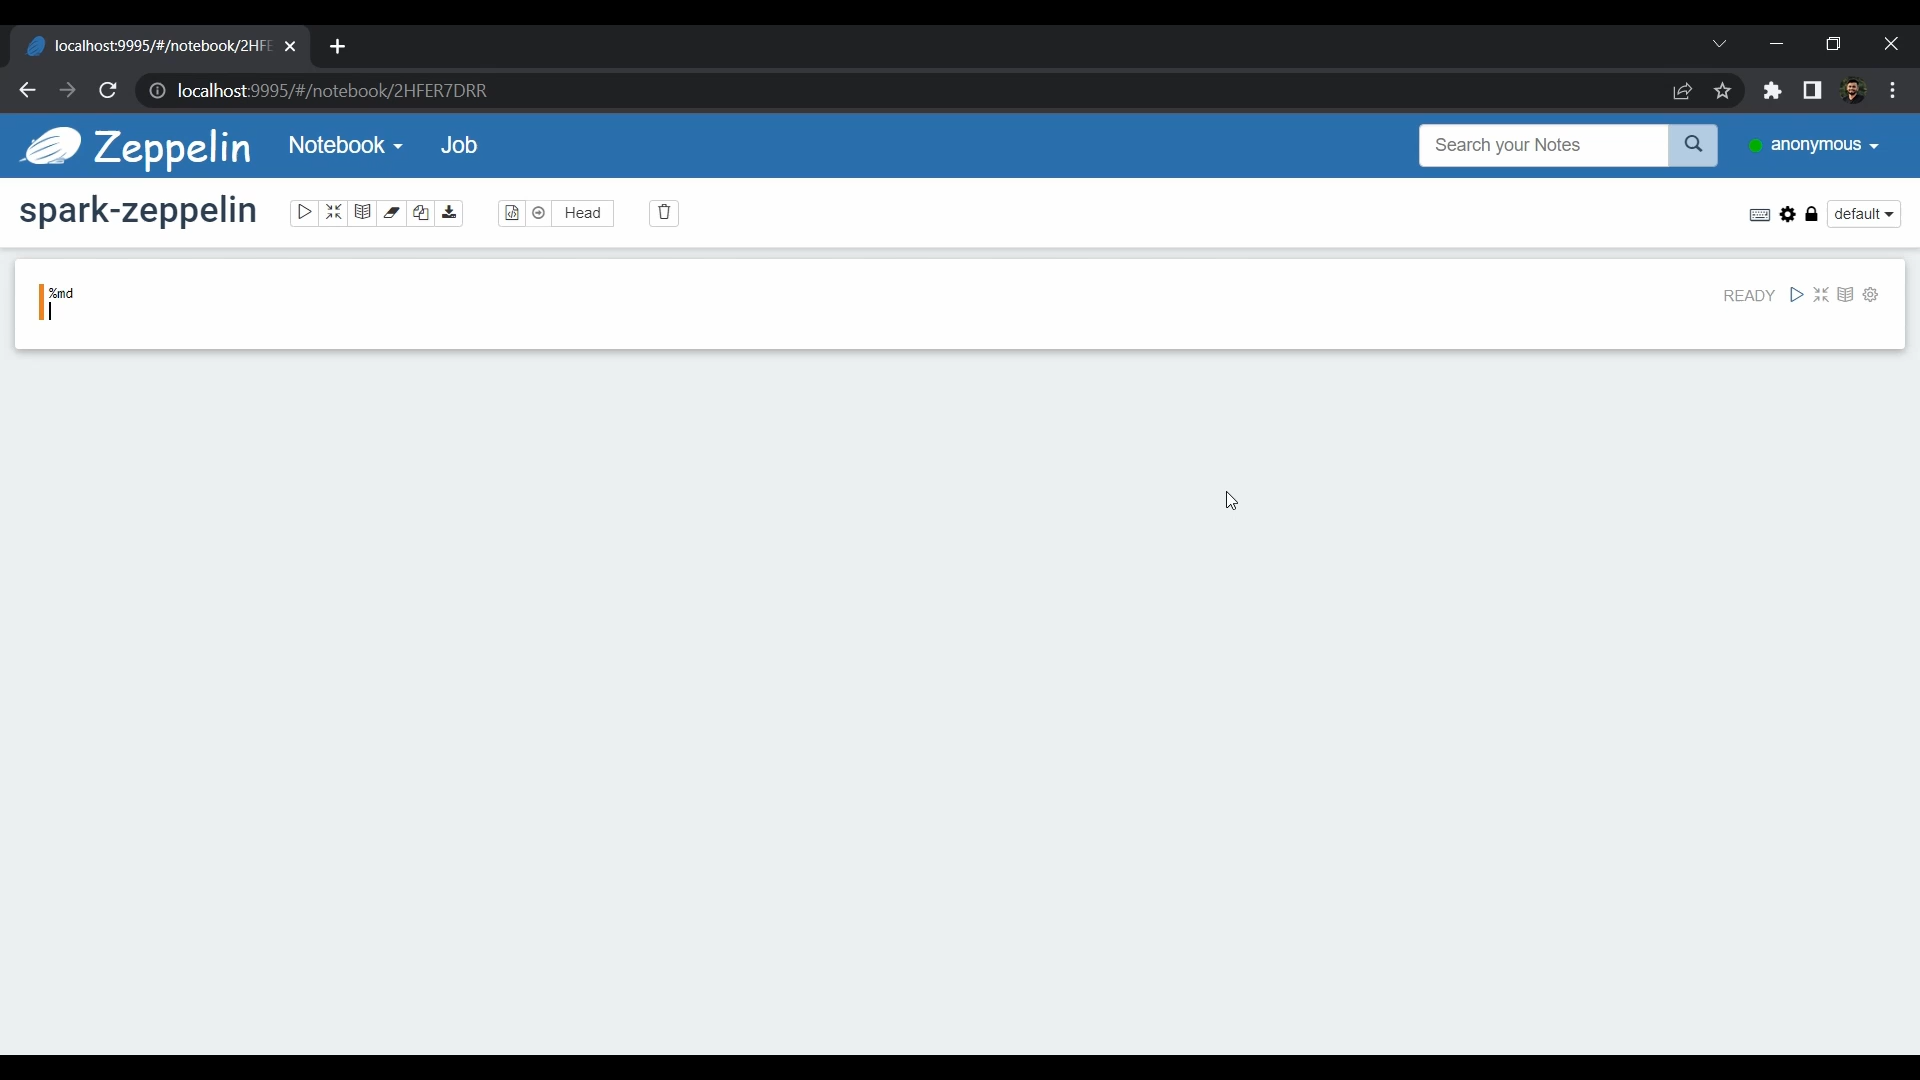 localhost:9995/#/notebook/2HFE
localhost:9995/#/notebook/2HFER7DRR
Zeppelin Notebook Job Search your Notes anonymous
spark-zeppelin Head default
%md READY